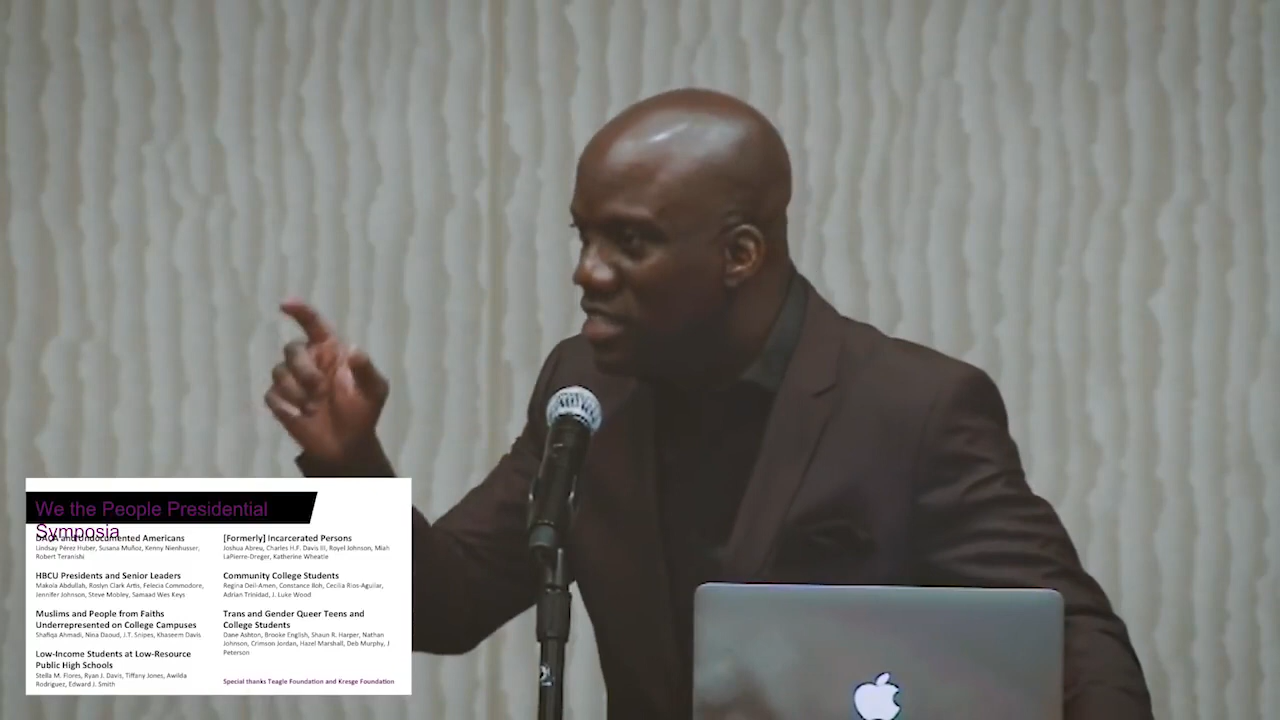 We the People Presidential
Symposia
DACA and Undocumented Americans
Lindsay Pérez Huber, Susana Muñoz, Kenny Nienhusser,
Robert Teranishi
HBCU Presidents and Senior Leaders
Makola Abdullah, Roslyn Clark Artis, Felecia Commodore,
Jennifer Johnson, Steve Mobley, Samaad Wes Keys
Muslims and People from Faiths
Underrepresented on College Campuses
Shafiqa Ahmadi, Nina Daoud, J.T. Snipes, Khaseem Davis
Low-Income Students at Low-Resource
Public High Schools
Stella M. Flores, Ryan J. Davis, Tiffany Jones, Awilda
Rodriguez, Edward J. Smith
[Formerly] Incarcerated Persons
Joshua Abreu, Charles H.F. Davis III, Royel Johnson, Miah
LaPierre-Dreger, Katherine Wheatle
Community College Students
Regina Deil-Amen, Constance Iloh, Cecilia Rios-Aguilar,
Adrian Trinidad, J. Luke Wood
Trans and Gender Queer Teens and
College Students
Dane Ashton, Brooke English, Shaun R. Harper, Nathan
Johnson, Crimson Jordan, Hazel Marshall, Deb Murphy, J
Peterson
Special thanks Teagle Foundation and Kresge Foundation